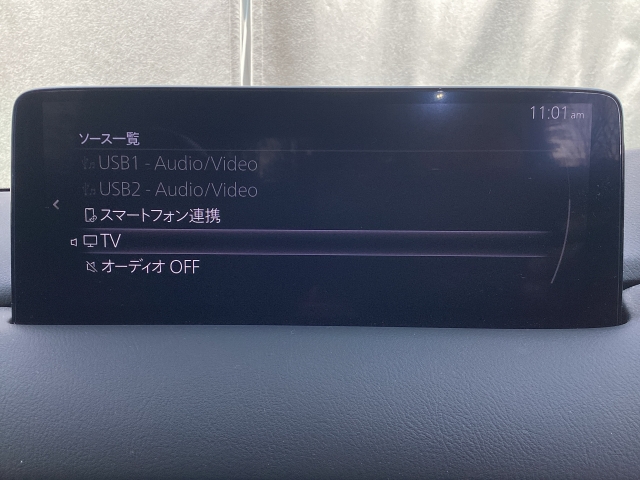 11:01 am
ソース一覧
USB1 - Audio/Video
USB2 - Audio/Video
スマートフォン連携
TV
オーディオ OFF